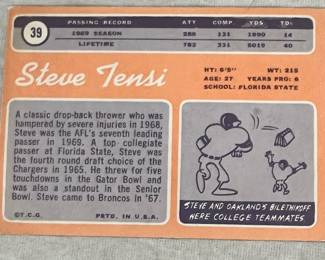 39
PASSING RECORD ATT COMP YDS TD:
1969 SEASON 286 131 1990 14
LIFETIME 782 331 5019 40
Steve Tensi
HT: 6'5" WT: 215
AGE: 27 YEARS PRO: 6
SCHOOL: FLORIDA STATE
A classic drop-back thrower who was
hampered by severe injuries in 1968,
Steve was the AFL's seventh leading
passer in 1969. A top collegiate
passer at Florida State, Steve was
the fourth round draft choice of the
Chargers in 1965. He threw for five
touchdowns in the Gator Bowl and
was also a standout in the Senior
Bowl. Steve came to Broncos in '67.
©T.C.G. PRTD. IN U.S.A.
STEVE AND OAKLAND'S BILETNIKOFF
WERE COLLEGE TEAMMATES